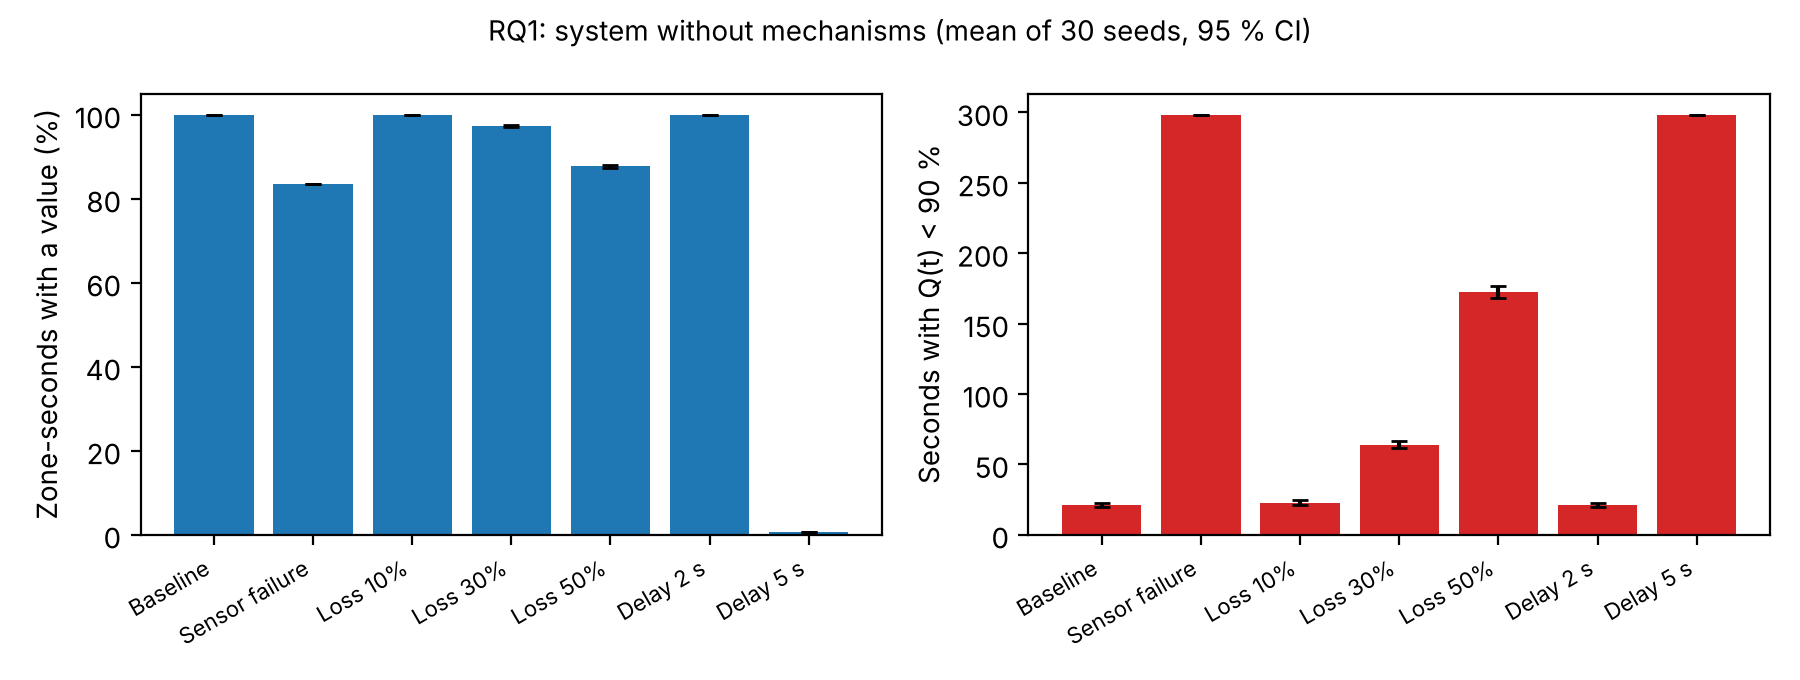 RQ1: system without mechanisms (mean of 30 seeds, 95 % CI)
Zone-seconds with a value (%)
100
80
60
40
20
0
Baseline
Sensor failure
Loss 10%
Loss 30%
Loss 50%
Delay 2 s
Delay 5 s
Seconds with Q(t) < 90 %
300
250
200
150
100
50
0
Baseline
Sensor failure
Loss 10%
Loss 30%
Loss 50%
Delay 2 s
Delay 5 s